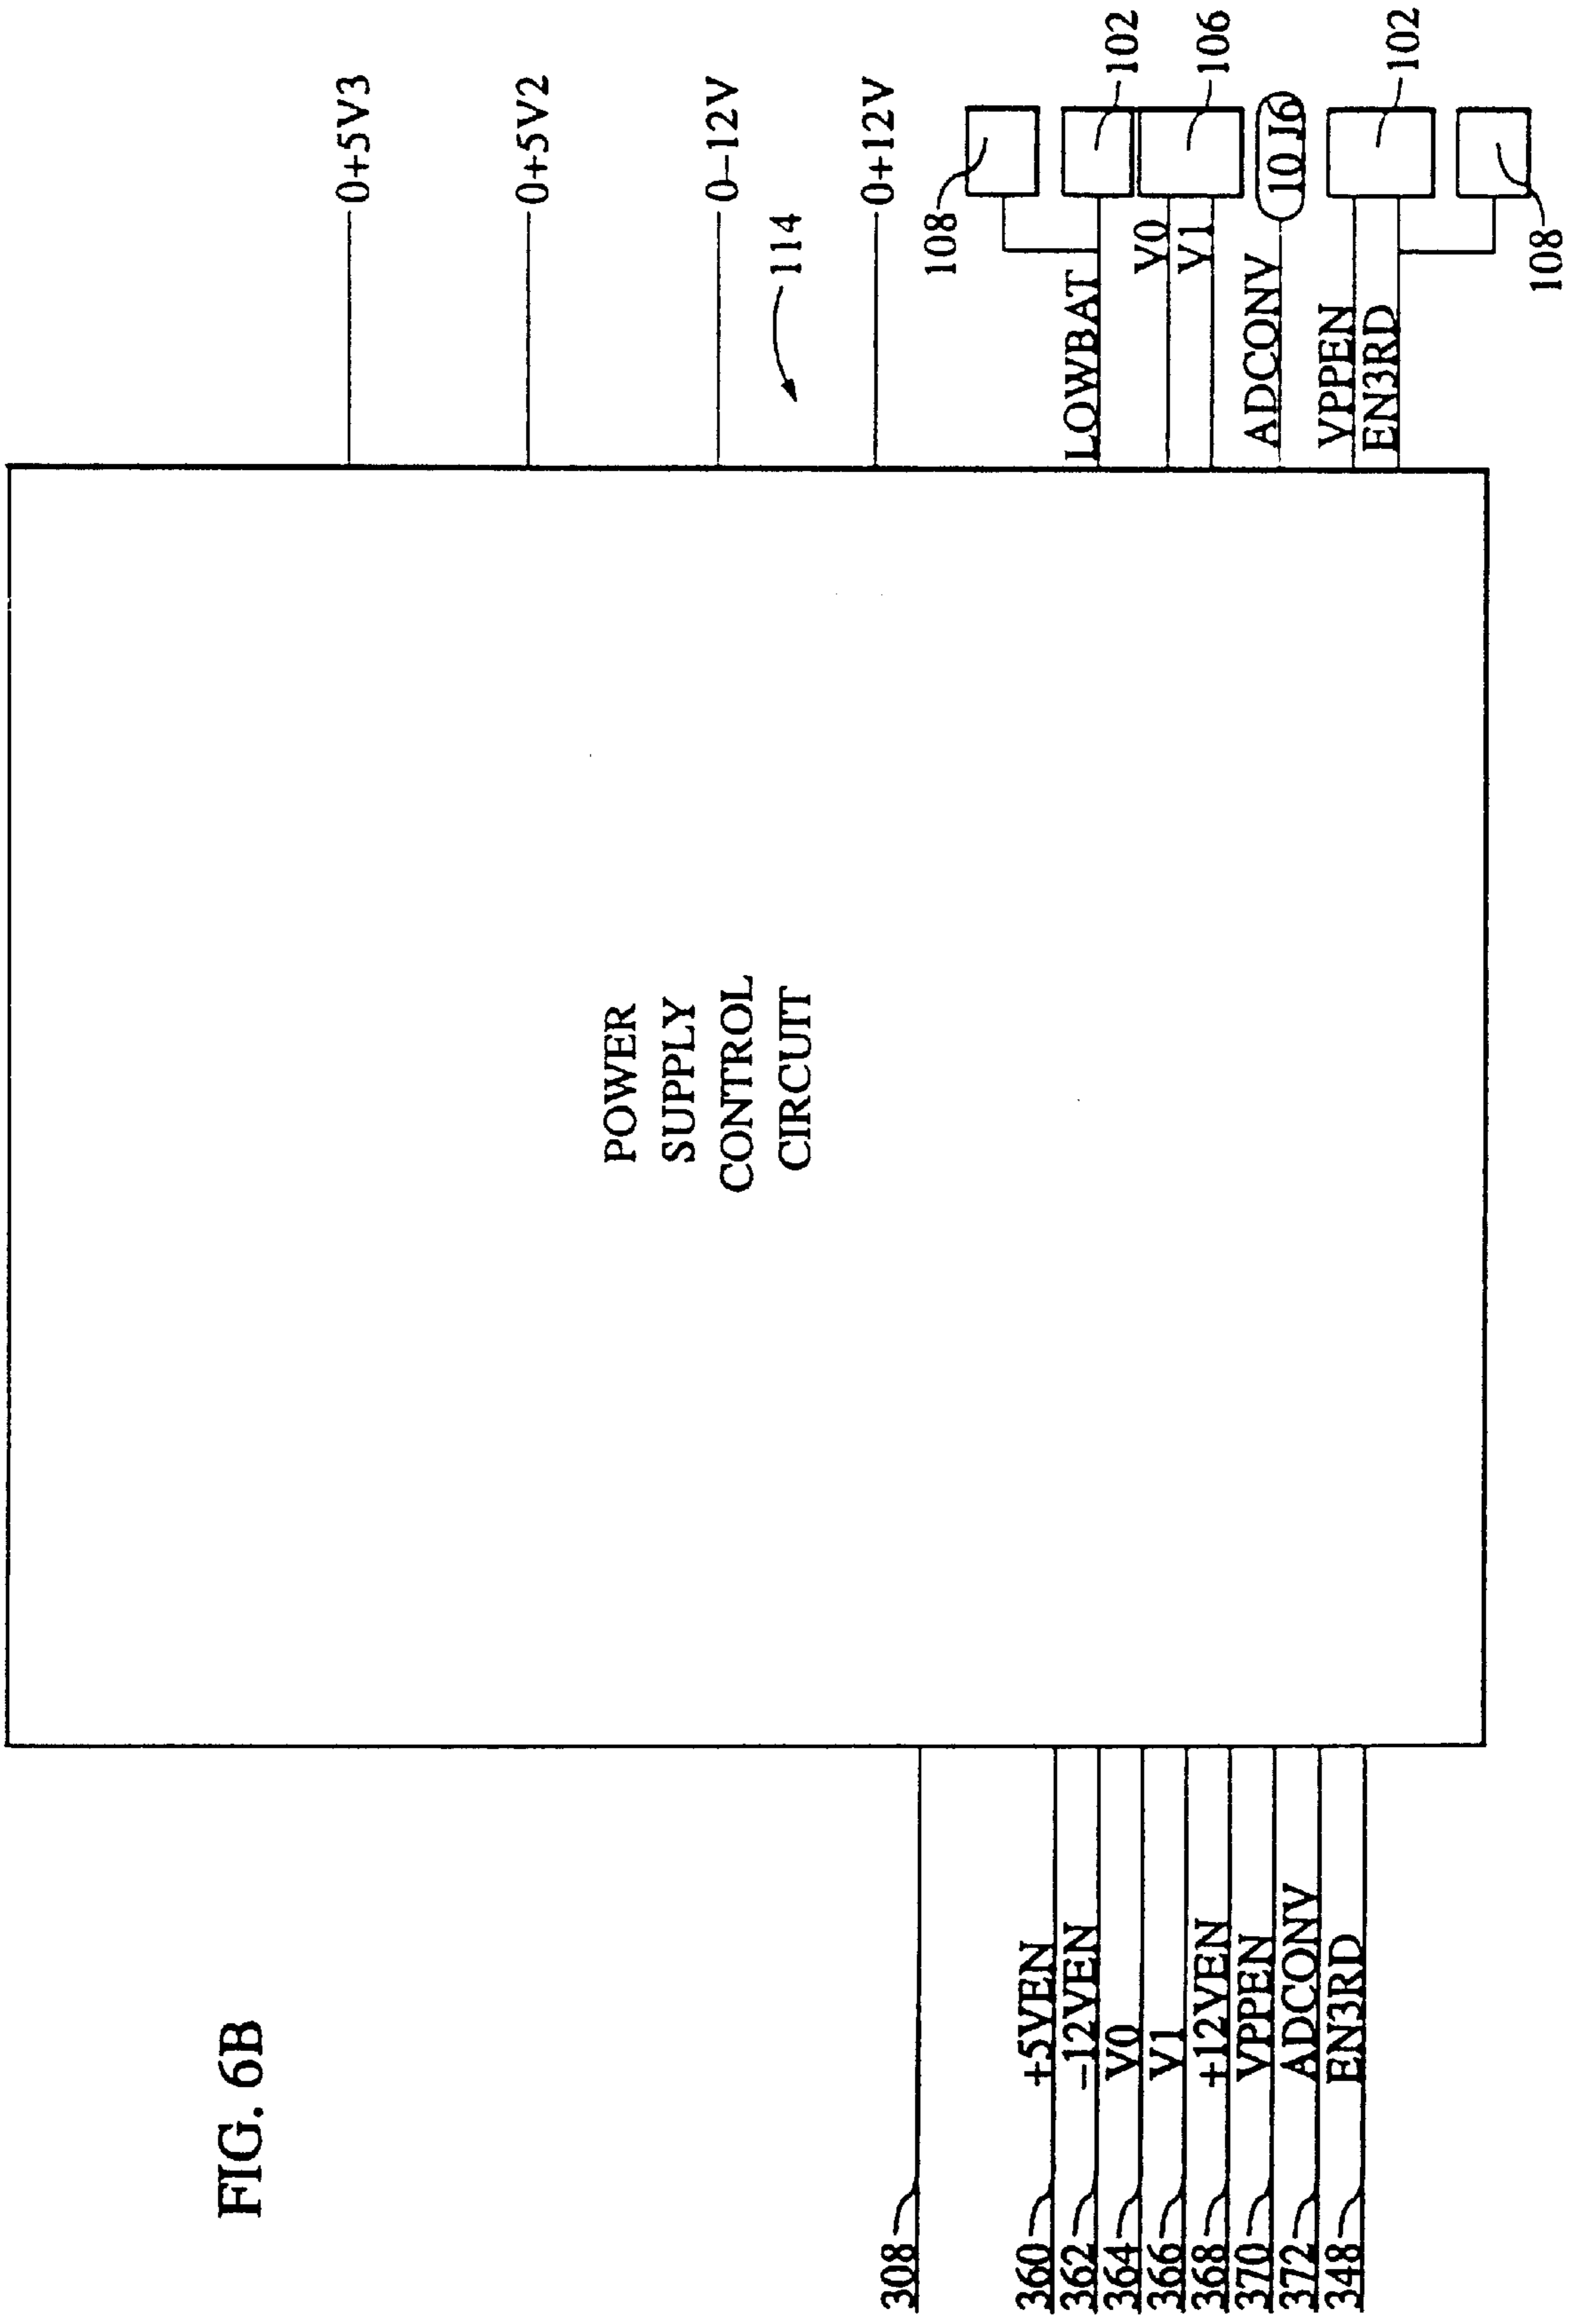 FIG. 6B
308
360 +5VEN
362 –12VEN
364 V0
366 V1
368 +12VEN
370 VPPEN
372 ADCONV
348 EN3RD
POWER
SUPPLY
CONTROL
CIRCUIT
0+5V3
0+5V2
0–12V
114
0+12V
108
LOWBAT
102
V0
V1
106
ADCONV
10 J6
VPPEN
EN3RD
102
108